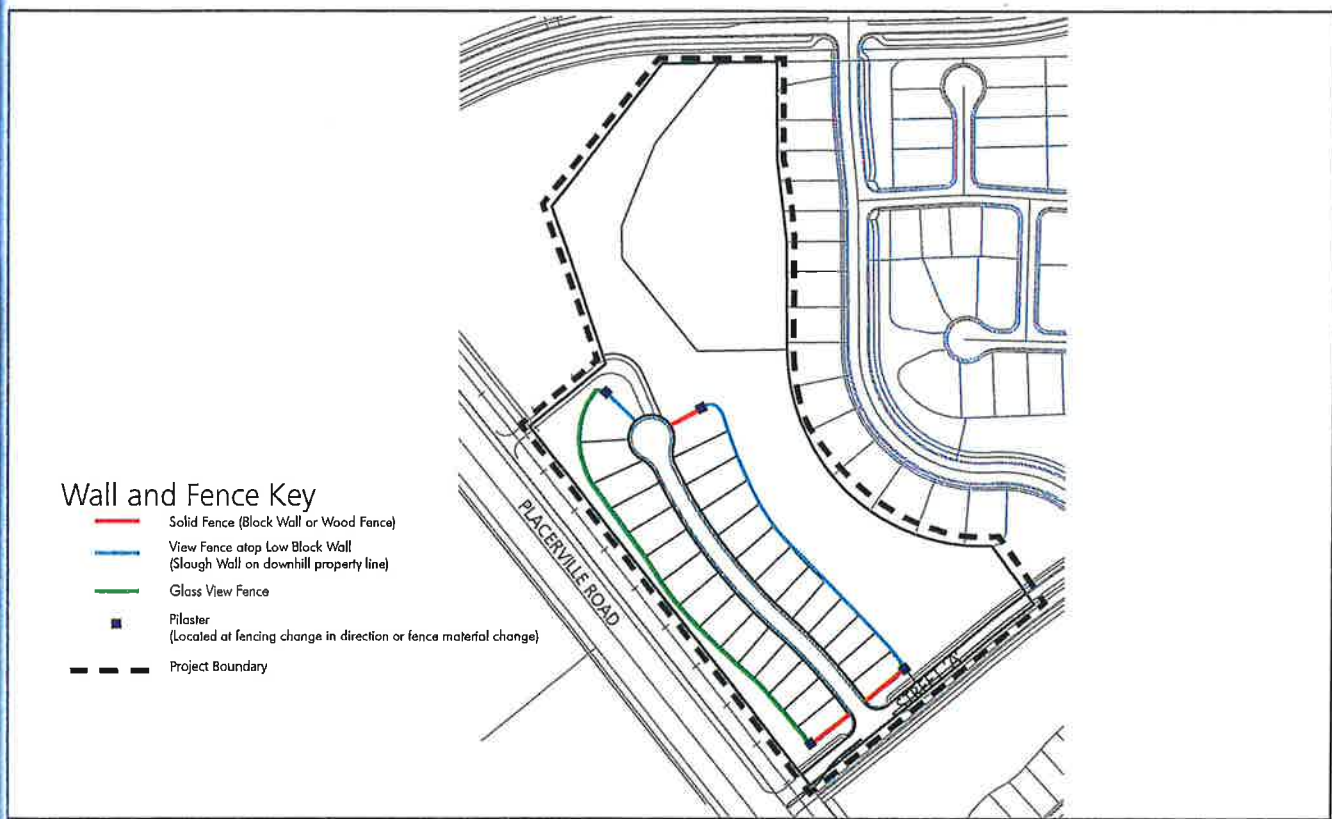 Wall and Fence Key
Solid Fence (Block Wall or Wood Fence)
View Fence atop Low Block Wall
(Slough Wall on downhill property line)
Glass View Fence
Pilaster
(Located at fencing change in direction or fence material change)
Project Boundary
PLACERVILLE ROAD
STREET "A"